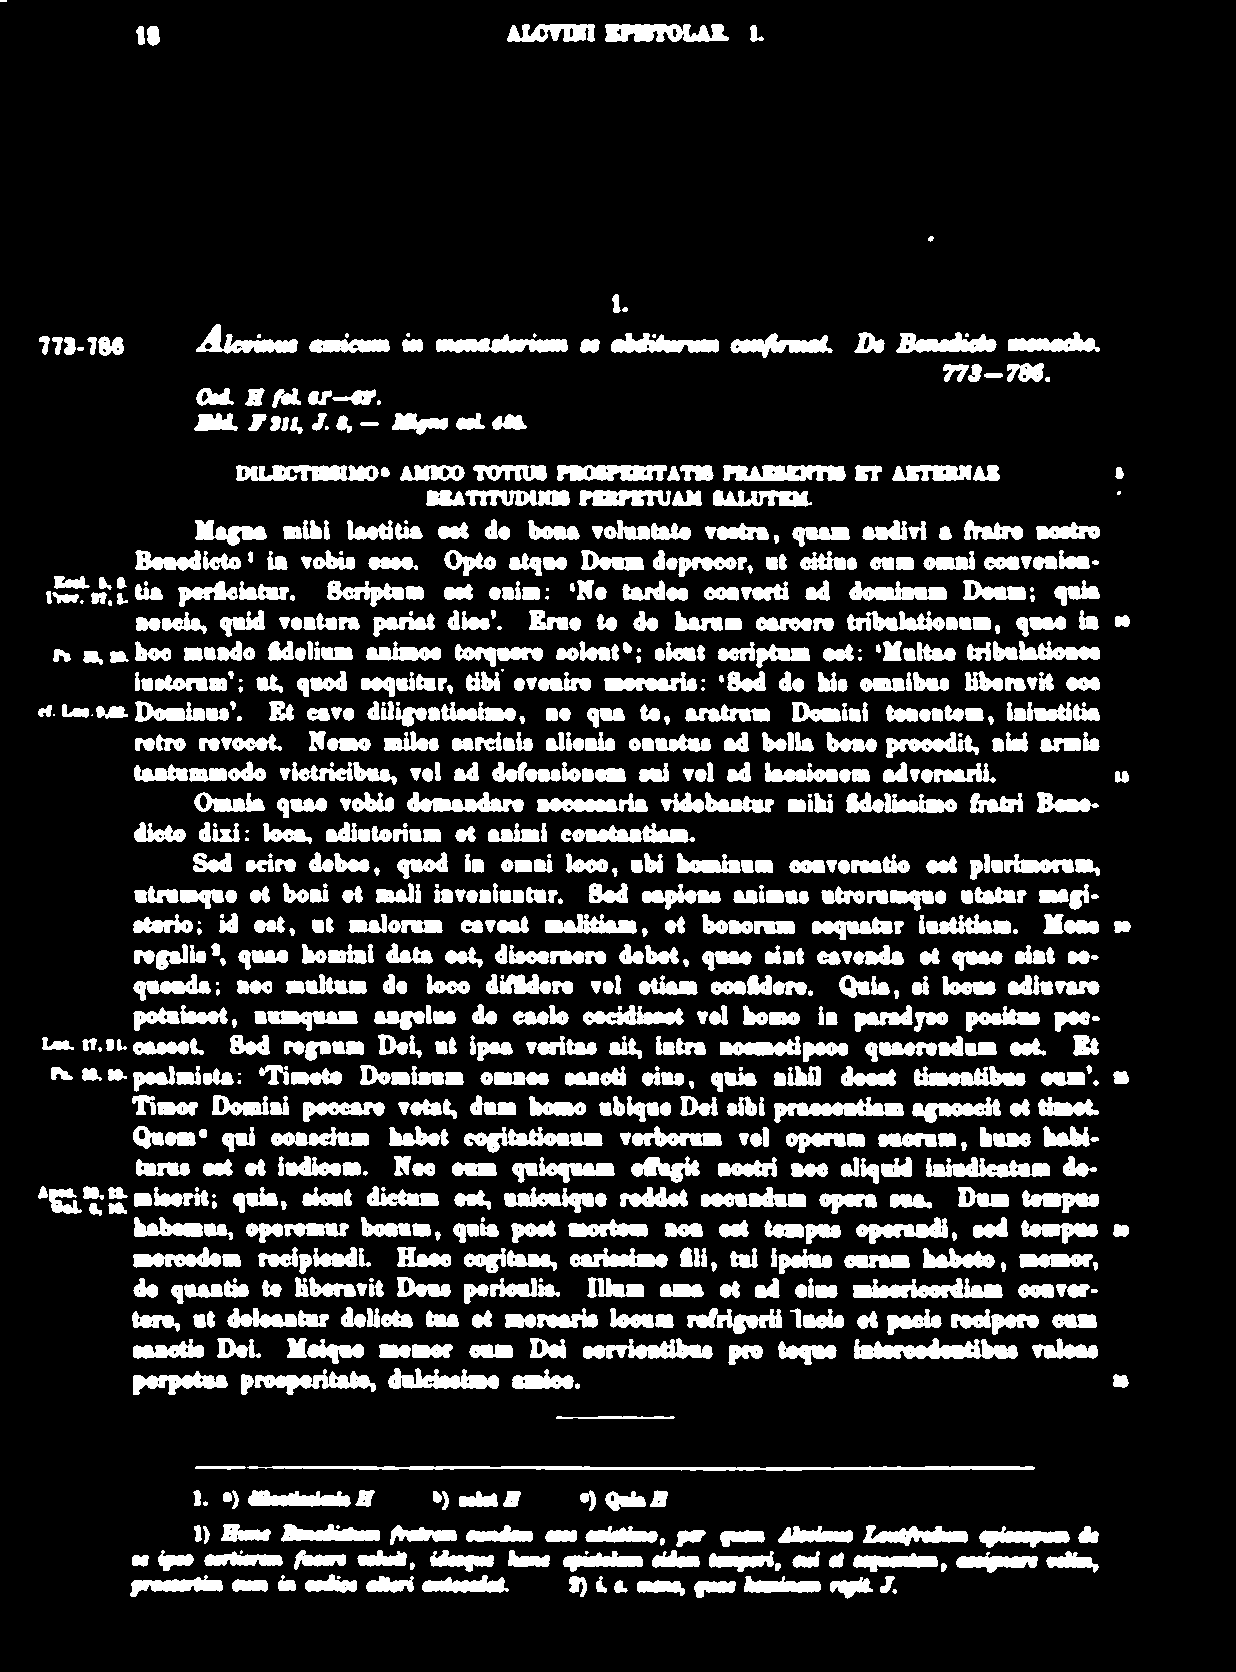 18 ALCVINI EPISTOLAE 1.
1.
773-786 Alcvinus amicum in monasterium se abditurum confirmat. De Benedicto monacho.
773—786.
Cod. H fol.
Edd. F 311, J. 3, — Migne col.
DILECTISSIMO a AMICO TOTIUS PROSPERITATIS PRAESENTIS ET AETERNAE 5
BEATITUDINIS PERPETUAM SALUTEM.
Magna mihi laetitia est de bona voluntate vestra, quam audivi a fratre nostro
Benedicto 1 in vobis esse. Opto atque Deum deprecor, ut citius cum omni convenien-
Eccl. 5, 8. Prov. 27, 1. tia perficiatur. Scriptum est enim: 'Ne tardes converti ad dominum Deum; quia
nescis, quid ventura pariat dies'. Erue te de harum carcere tribulationum, quae in 10
Ps. hoc mundo fidelium animos torquere solent b; sicut scriptum est: 'Multae tribulationes
iustorum'; ut, quod sequitur, tibi evenire merearis: 'Sed de his omnibus liberavit eos
cf. Luc. 9,62. Dominus'. Et cave diligentissime, ne qua te, aratrum Domini tenentem, iniustitia
retro revocet. Nemo miles sarcinis alienis onustus ad bella bene procedit, nisi armis
tantummodo victricibus, vel ad defensionem sui vel ad laesionem adversarii. 15
Omnia quae vobis demandare necessaria videbantur mihi fidelissimo fratri Bene-
dicto dixi: loca, adiutorium et animi constantiam.
Sed scire debes, quod in omni loco, ubi hominum conversatio est plurimorum,
utrumque et boni et mali inveniuntur. Sed sapiens animus utrorumque utatur magi-
sterio; id est, ut malorum caveat malitiam, et bonorum sequatur iustitiam. Mens 20
regalis 2, quae homini data est, discernere debet, quae sint cavenda et quae sint se-
quenda; nec multum de loco diffidere vel etiam confidere. Quia, si locus adiuvare
potuisset, numquam angelus de caelo cecidisset vel homo in paradyso positus pec-
Luc. 17, 21. casset. Sed regnum Dei, ut ipsa veritas ait, intra nosmetipsos quaerendum est. Et
Ps. psalmista: 'Timete Dominum omnes sancti eius, quia nihil deest timentibus eum'. 25
Timor Domini peccare vetat, dum homo ubique Dei sibi praesentiam agnoscit et timet.
Quem c qui conscium habet cogitationum verborum vel operum suorum, hunc habi-
turus est et iudicem. Nec eum quicquam effugit nostri nec aliquid iniudicatum de-
Apoc. 22, 12. Gal. 6, 10. miserit; quia, sicut dictum est, unicuique reddet secundum opera sua. Dum tempus
habemus, operemur bonum, quia post mortem non est tempus operandi, sed tempus 30
mercedem recipiendi. Haec cogitans, carissime fili, tui ipsius curam habeto, memor,
de quantis te liberavit Deus periculis. Illum ama et ad eius misericordiam conver-
tere, ut deleantur delicta tua et merearis locum refrigerii lucis et pacis recipere cum
sanctis Dei. Meique memor cum Dei servientibus pro teque intercedentibus valeas
perpetua prosperitate, dulcissime amice. 35
1. a) dilectissimis H b) solet H c) Quia H
1) Hunc Benedictum fratrem eundem esse existimo, per quem Alcvinus Leutfredum episcopum de
se ipso certiorem facere voluit, ideoque hanc epistolam eidem tempori, cui et sequentem, assignare velim,
praesertim cum in codice alteri antecedat. 2) i. e. mens, quae hominem regit. J.